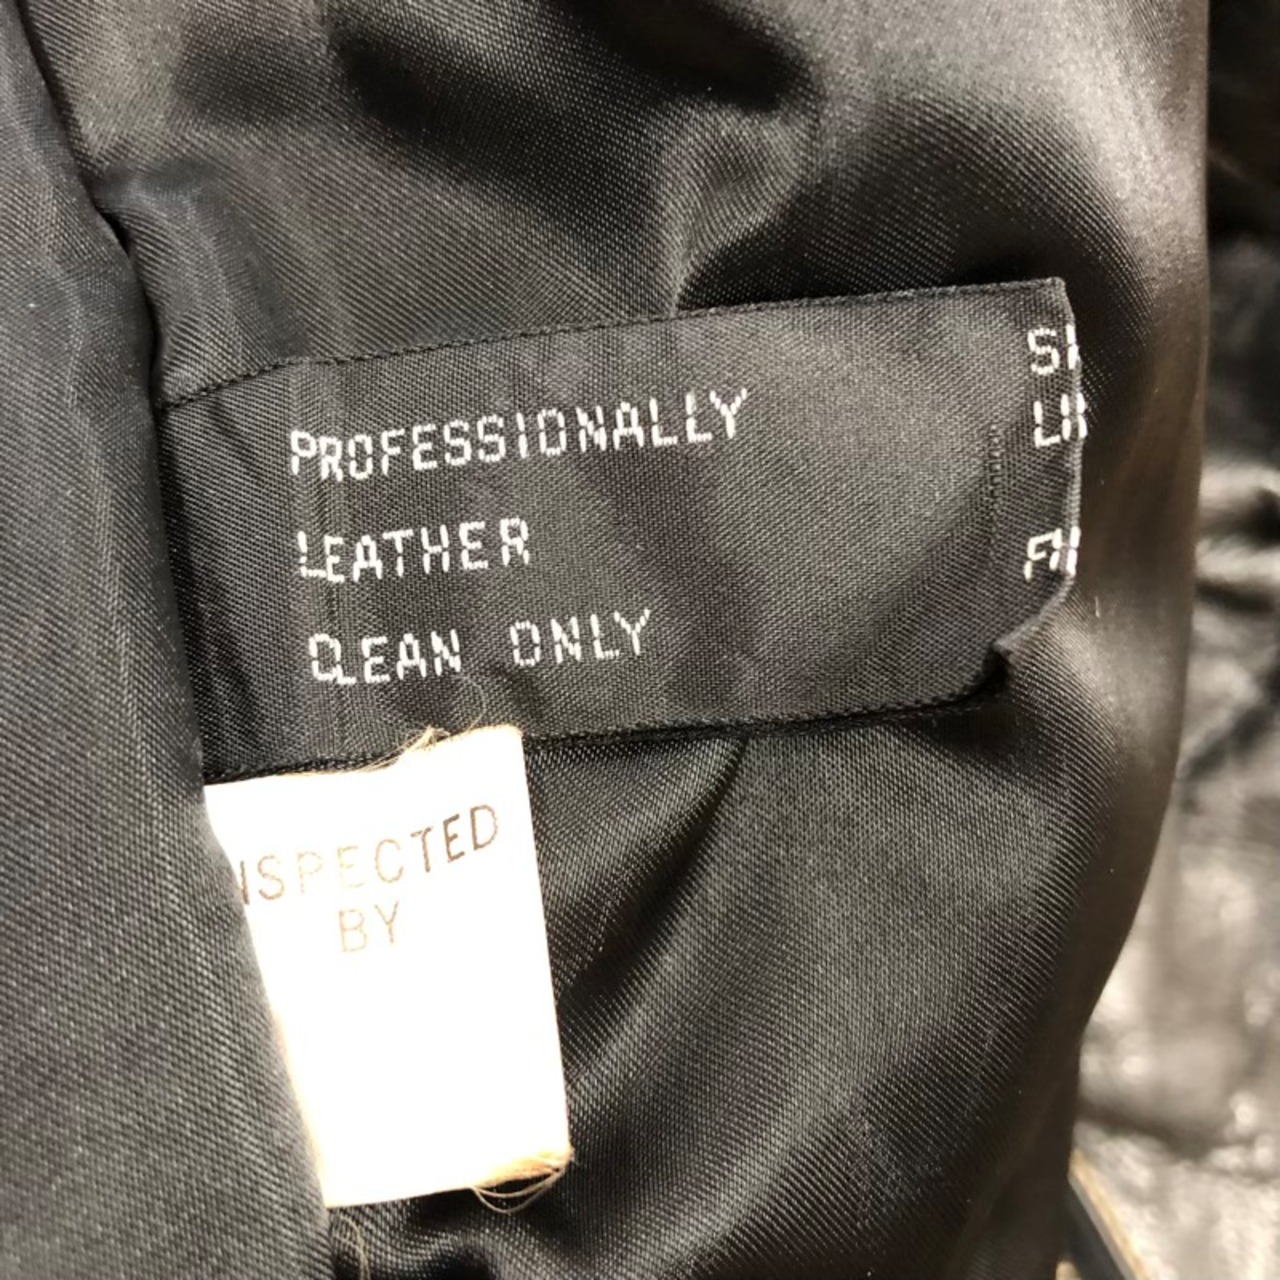 PROFESSIONALLY
LEATHER
CLEAN ONLY
INSPECTED
BY